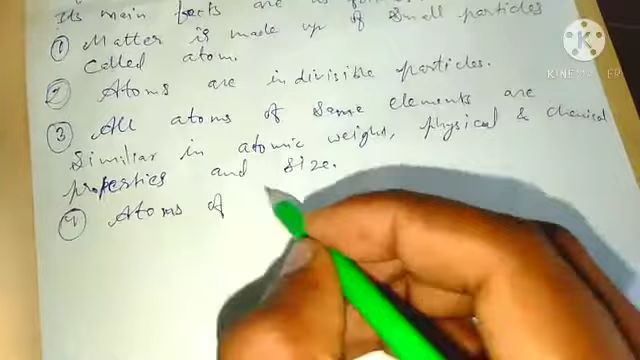 Its main facts are as
① Matter is made up of small particles
called atom.
② Atoms are indivisible particles.
③ All atoms of same elements are
similiar in atomic weight, physical & chemical
properties and size.
④ Atoms of
KINEMA